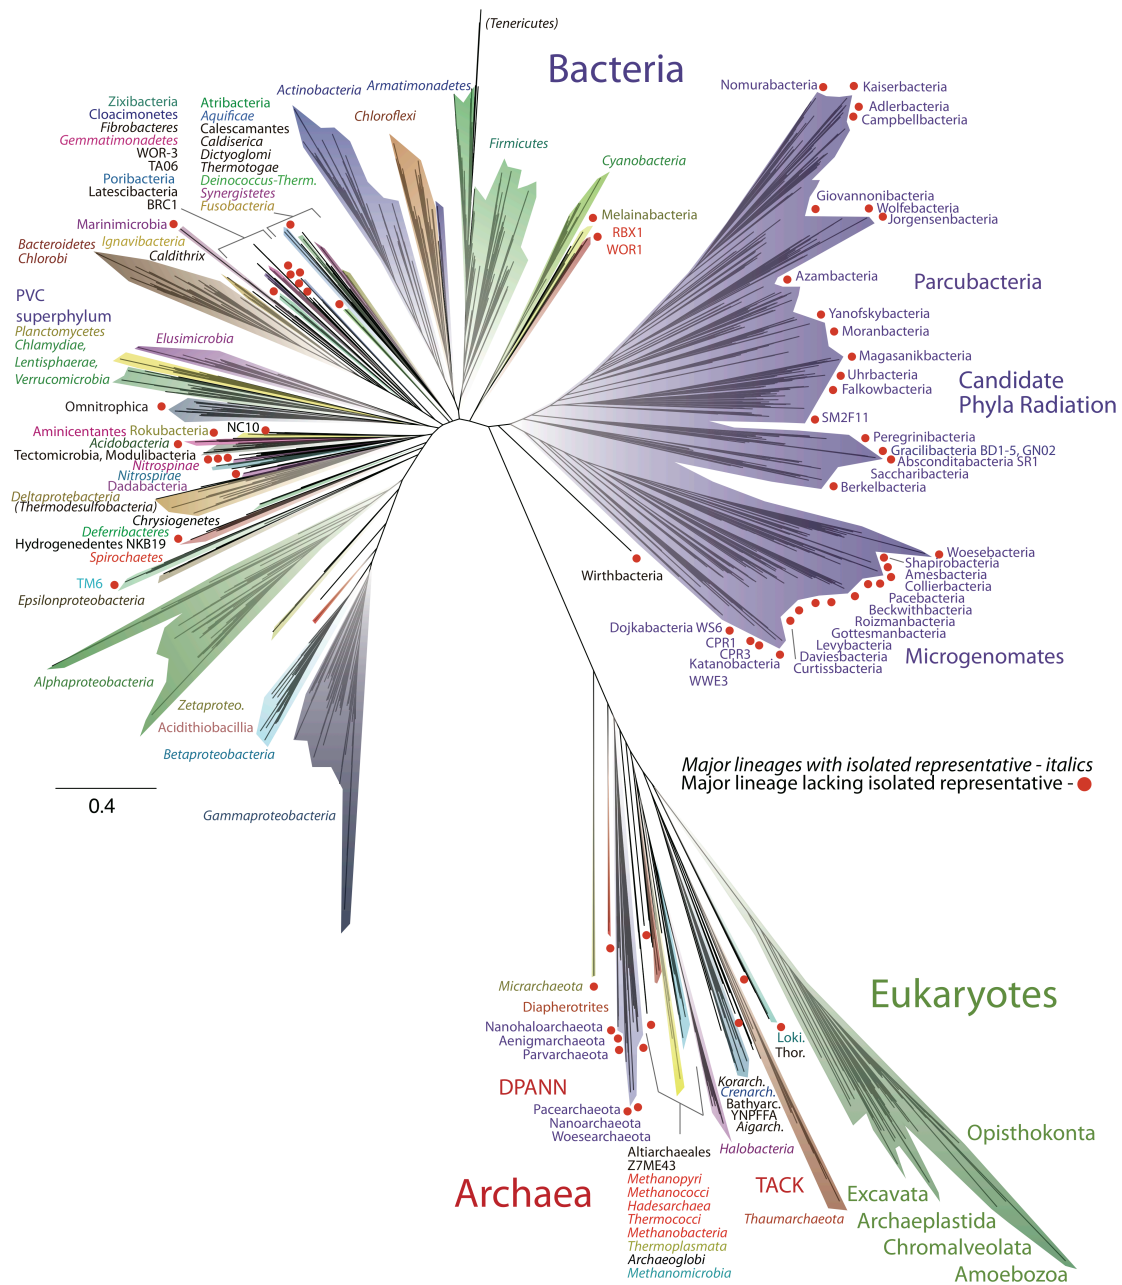 (Tenericutes)
Bacteria
Actinobacteria
Armatimonadetes
Zixibacteria
Cloacimonetes
Fibrobacteres
Gemmatimonadetes
WOR-3
TA06
Poribacteria
Latescibacteria
BRC1
Atribacteria
Aquificae
Calescamantes
Caldiserica
Dictyoglomi
Thermotogae
Deinococcus-Therm.
Synergistetes
Fusobacteria
Chloroflexi
Firmicutes
Cyanobacteria
Melainabacteria
RBX1
WOR1
Nomurabacteria
Kaiserbacteria
Adlerbacteria
Campbellbacteria
Giovannonibacteria
Wolfebacteria
Jorgensenbacteria
Azambacteria
Parcubacteria
Yanofskybacteria
Moranbacteria
Magasanikbacteria
Uhrbacteria
Falkowbacteria
Candidate
Phyla Radiation
SM2F11
Peregrinibacteria
Gracilibacteria BD1-5, GN02
Absconditabacteria SR1
Saccharibacteria
Berkelbacteria
Marinimicrobia
Ignavibacteria
Bacteroidetes
Chlorobi
Caldithrix
PVC
superphylum
Planctomycetes
Chlamydiae,
Lentisphaerae,
Verrucomicrobia
Elusimicrobia
Omnitrophica
Aminicentantes
Rokubacteria
NC10
Acidobacteria
Tectomicrobia, Modulibacteria
Nitrospinae
Nitrospirae
Dadabacteria
Deltaprotebacteria
(Thermodesulfobacteria)
Chrysiogenetes
Deferribacteres
Hydrogenedentes NKB19
Spirochaetes
TM6
Epsilonproteobacteria
Alphaproteobacteria
Zetaproteo.
Acidithiobacillia
Betaproteobacteria
Gammaproteobacteria
0.4
Wirthbacteria
Woesebacteria
Shapirobacteria
Amesbacteria
Collierbacteria
Pacebacteria
Beckwithbacteria
Roizmanbacteria
Gottesmanbacteria
Levybacteria
Daviesbacteria
Curtissbacteria
Microgenomates
Dojkabacteria WS6
CPR1
CPR3
Katanobacteria
WWE3
Major lineages with isolated representative - italics
Major lineage lacking isolated representative -
Micrarchaeota
Diapherotrites
Nanohaloarchaeota
Aenigmarchaeota
Parvarchaeota
DPANN
Pacearchaeota
Nanoarchaeota
Woesearchaeota
Archaea
Altiarchaeales
Z7ME43
Methanopyri
Methanococci
Hadesarchaea
Thermococci
Methanobacteria
Thermoplasmata
Archaeoglobi
Methanomicrobia
Halobacteria
Korarch.
Crenarch.
Bathyarc.
YNPFFA
Aigarch.
TACK
Thaumarchaeota
Loki.
Thor.
Eukaryotes
Opisthokonta
Excavata
Archaeplastida
Chromalveolata
Amoebozoa